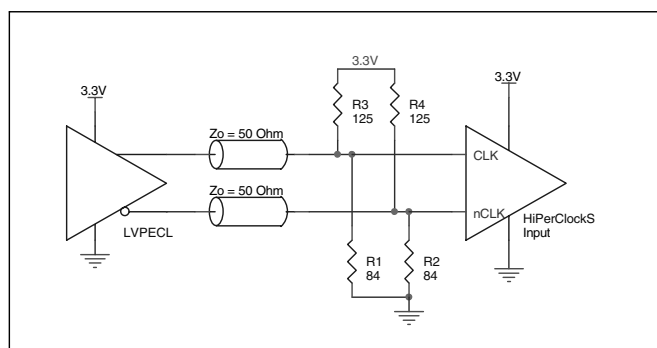 3.3V
3.3V
3.3V
R3
125
R4
125
Zo = 50 Ohm
CLK
Zo = 50 Ohm
nCLK
HiPerClockS
Input
LVPECL
R1
84
R2
84